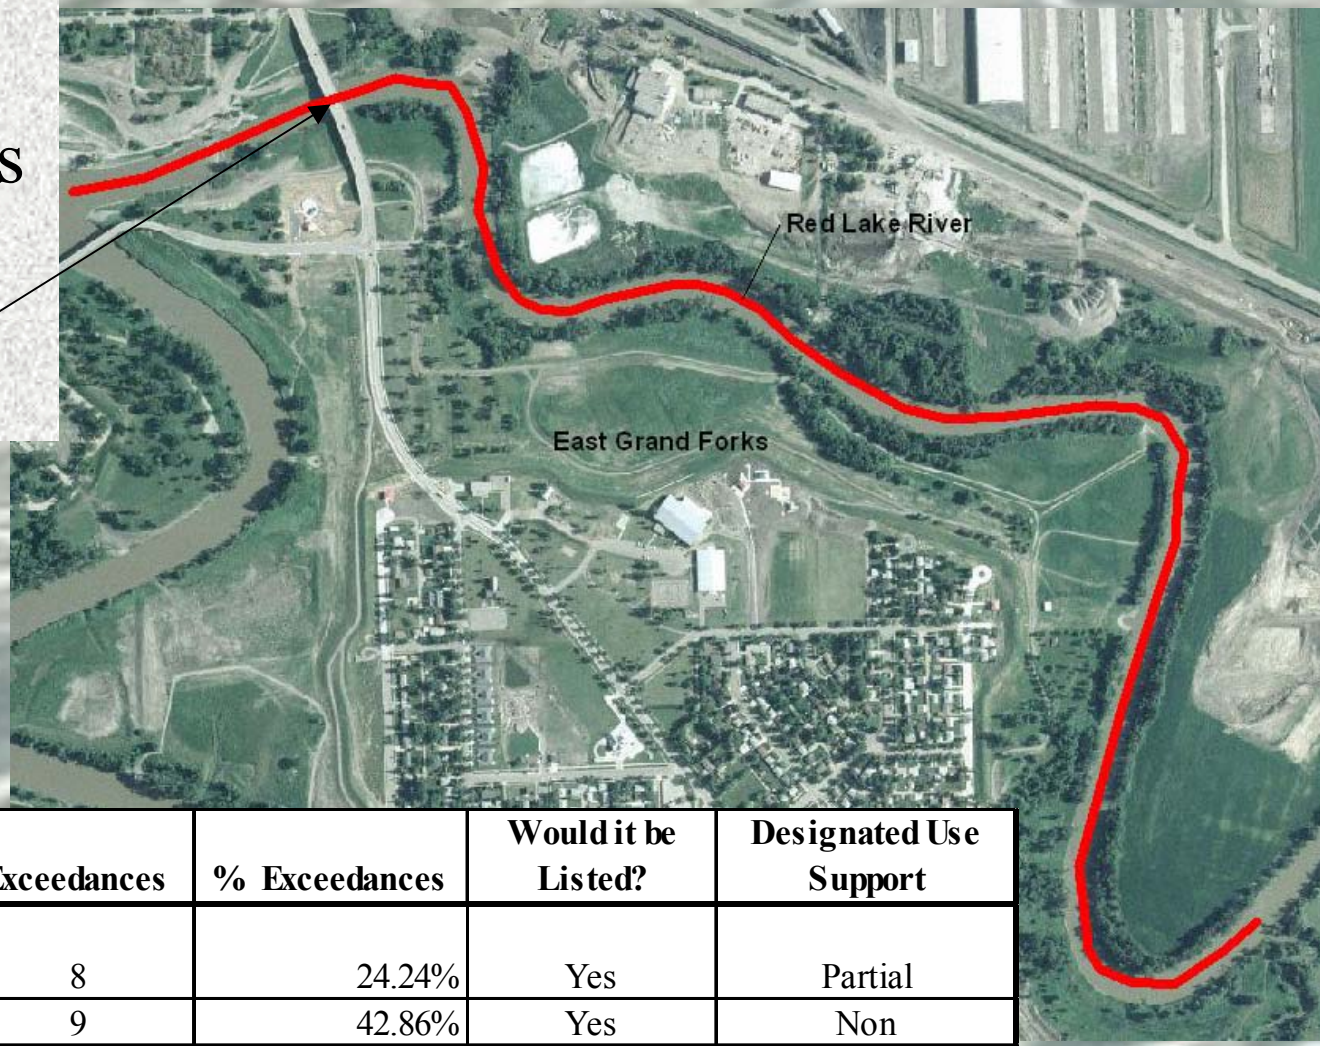 s
Red Lake River
East Grand Forks
Exceedances % Exceedances Would it be Listed? Designated Use Support
8 24.24% Yes Partial
9 42.86% Yes Non